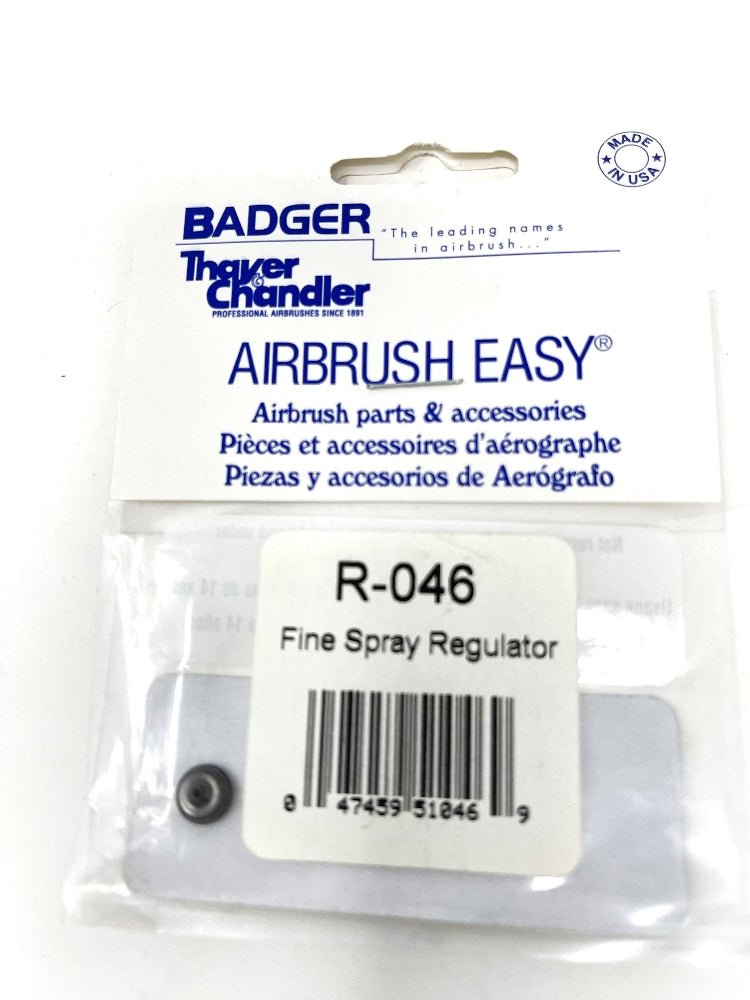 MADE
IN USA
BADGER
"The leading names
in airbrush..."
Thayer
& Chandler
PROFESSIONAL AIRBRUSHES SINCE 1891
AIRBRUSH EASY®
Airbrush parts & accessories
Pièces et accessoires d'aérographe
Piezas y accesorios de Aerógrafo
R-046
Fine Spray Regulator
0 47459 51046 9